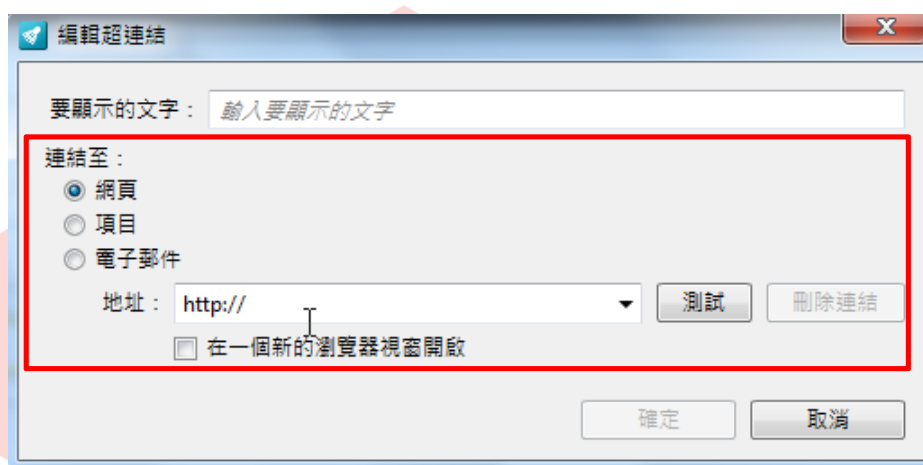 編輯超連結
X
要顯示的文字： 輸入要顯示的文字
連結至：
網頁
項目
電子郵件
地址： http:// 測試 刪除連結
在一個新的瀏覽器視窗開啟
確定 取消